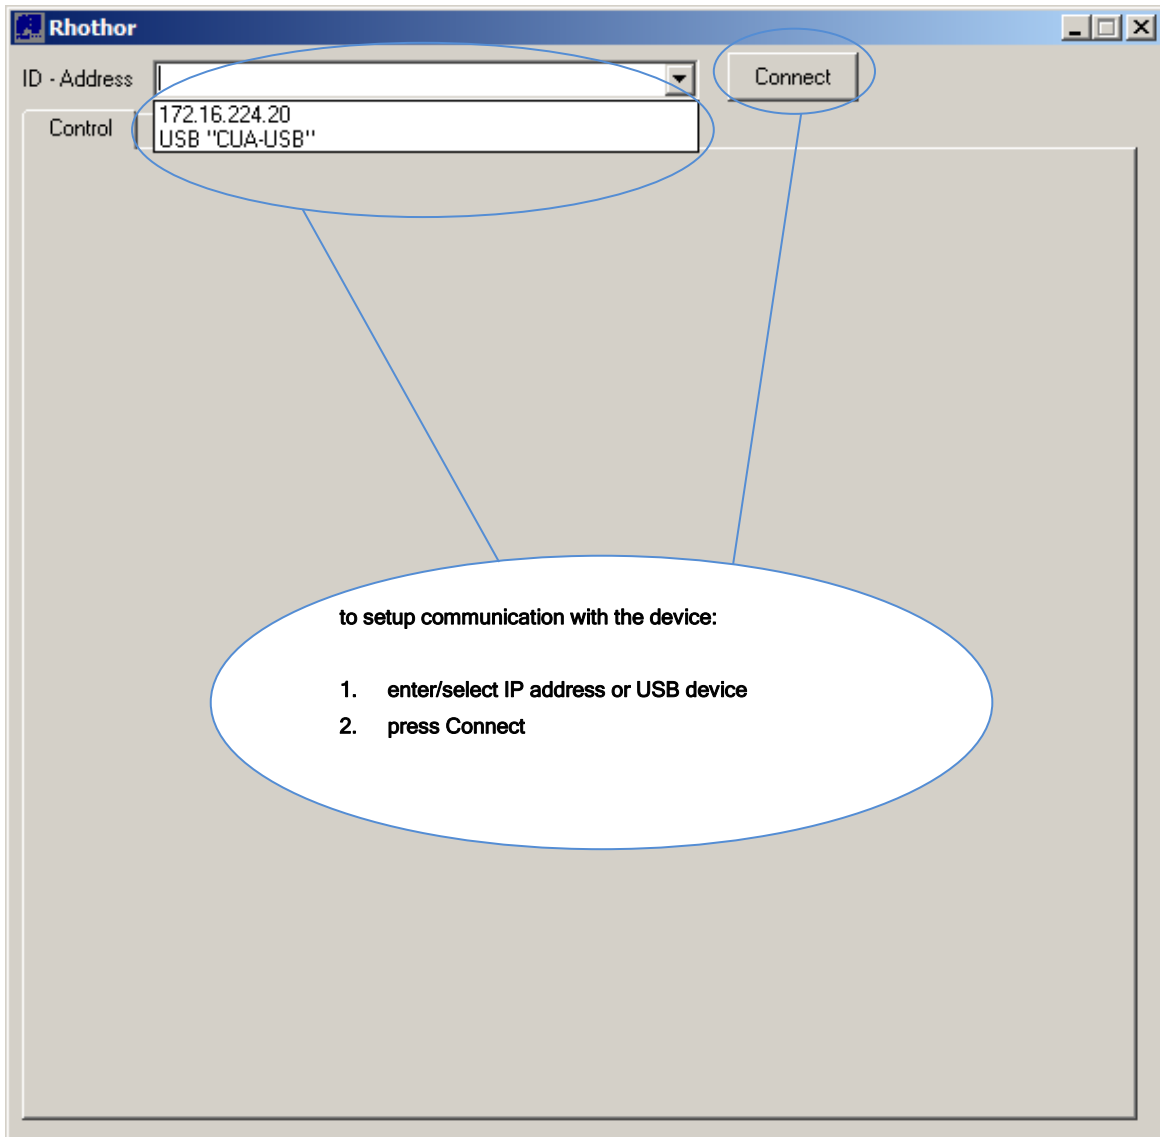 Rhothor
ID - Address
Connect
172.16.224.20
USB "CUA-USB"
Control
to setup communication with the device:
1. enter/select IP address or USB device
2. press Connect